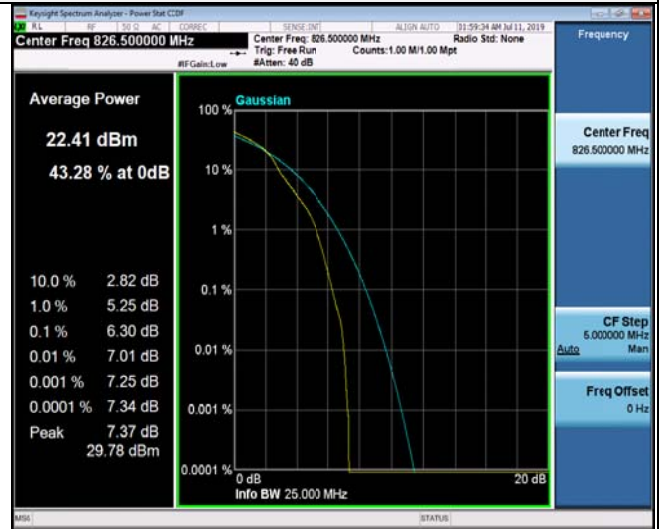 Keysight Spectrum Analyzer - Power Stat CCDF
RL RF 50 Ω AC CORREC SENSE:INT ALIGN AUTO 01:59:34 AM Jul 11, 2019
Center Freq 826.500000 MHz
Center Freq: 826.500000 MHz Radio Std: None
Trig: Free Run Counts:1.00 M/1.00 Mpt
#IFGain:Low #Atten: 40 dB
Frequency
Average Power
22.41 dBm
43.28 % at 0dB
10.0 % 2.82 dB
1.0 % 5.25 dB
0.1 % 6.30 dB
0.01 % 7.01 dB
0.001 % 7.25 dB
0.0001 % 7.34 dB
Peak 7.37 dB
29.78 dBm
Gaussian
100 %
10 %
1 %
0.1 %
0.01 %
0.001 %
0.0001 %
0 dB 20 dB
Info BW 25.000 MHz
Center Freq
826.500000 MHz
CF Step
5.000000 MHz
Auto Man
Freq Offset
0 Hz
MSG STATUS